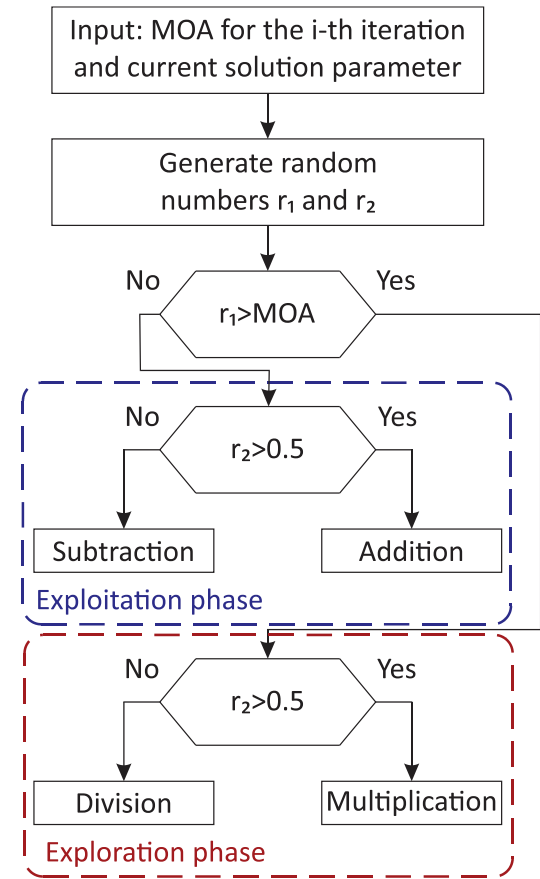 Input: MOA for the i-th iteration
and current solution parameter
Generate random
numbers r₁ and r₂
No
Yes
r₁>MOA
No
Yes
r₂>0.5
Subtraction
Addition
Exploitation phase
No
Yes
r₂>0.5
Division
Multiplication
Exploration phase